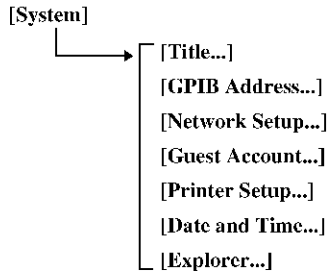 [System]
[Title...]
[GPIB Address...]
[Network Setup...]
[Guest Account...]
[Printer Setup...]
[Date and Time...]
[Explorer...]